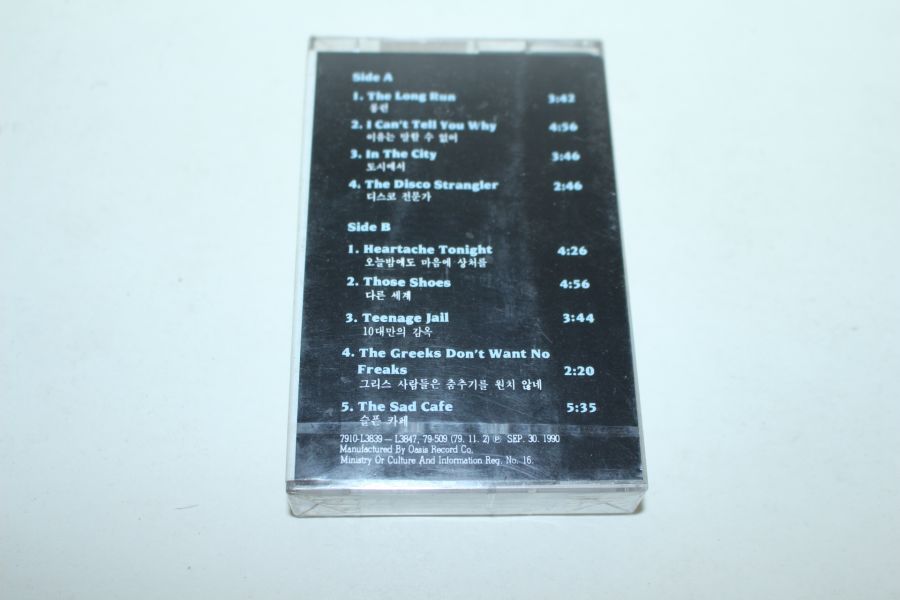 Side A
1. The Long Run 3:42
롱런
2. I Can't Tell You Why 4:56
이유는 말할 수 없어
3. In The City 3:46
도시에서
4. The Disco Strangler 2:46
디스코 전문가
Side B
1. Heartache Tonight 4:26
오늘밤에도 마음에 상처를
2. Those Shoes 4:56
다른 세계
3. Teenage Jail 3:44
10대만의 감옥
4. The Greeks Don't Want No
Freaks 2:20
그리스 사람들은 춤추기를 원치 않네
5. The Sad Cafe 5:35
슬픈 카페
7910-L3839-L3847, 79-509 (79. 11. 2) ℗ SEP. 30. 1990
Manufactured By Oasis Record Co.
Ministry Or Culture And Information Reg. No. 16.